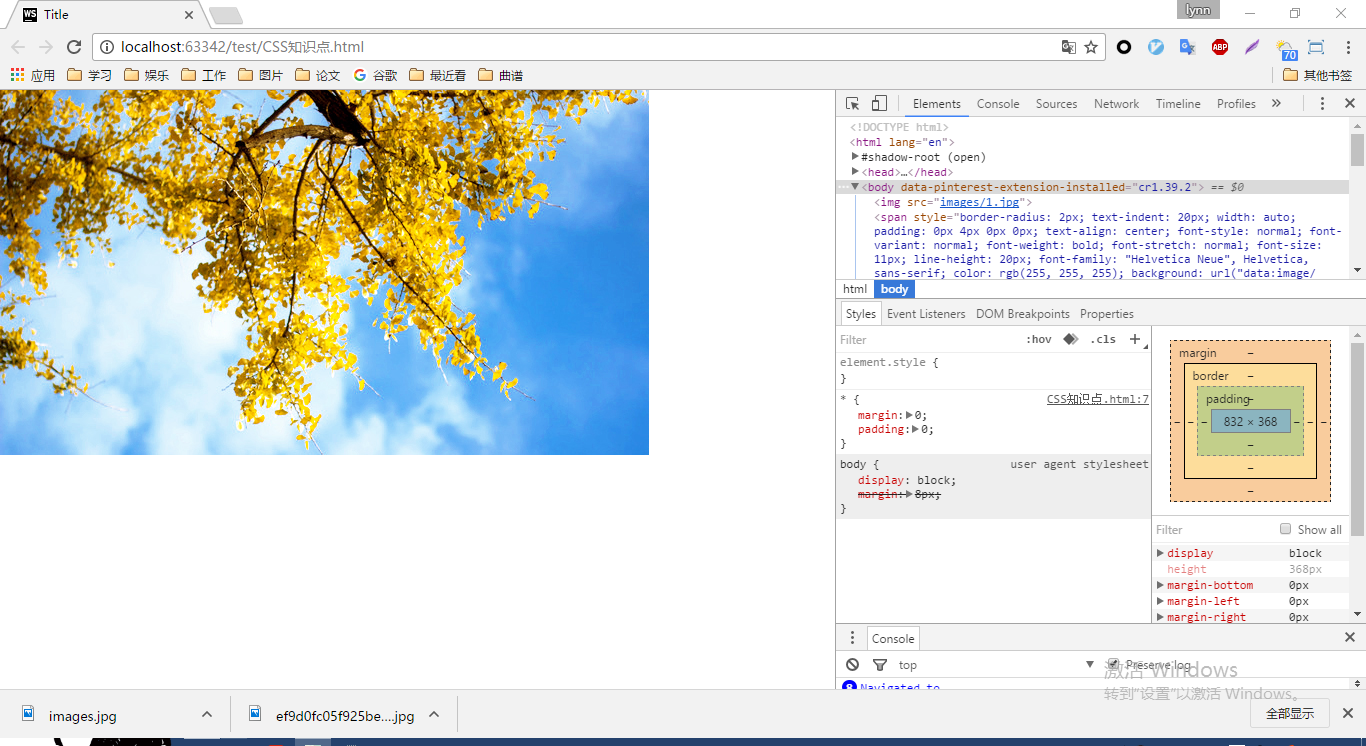 WS Title
lynn
localhost:63342/test/CSS知识点.html
ABP
70
应用 学习 娱乐 工作 图片 论文 谷歌 最近看 曲谱 其他书签
Elements Console Sources Network Timeline Profiles »
<!DOCTYPE html>
<html lang="en">
#shadow-root (open)
<head>…</head>
<body data-pinterest-extension-installed="cr1.39.2"> == $0
<img src="images/1.jpg">
<span style="border-radius: 2px; text-indent: 20px; width: auto;
padding: 0px 4px 0px 0px; text-align: center; font-style: normal; font-
variant: normal; font-weight: bold; font-stretch: normal; font-size:
11px; line-height: 20px; font-family: "Helvetica Neue", Helvetica,
sans-serif; color: rgb(255, 255, 255); background: url("data:image/
html body
Styles Event Listeners DOM Breakpoints Properties
Filter :hov .cls +
element.style {
}
* { CSS知识点.html:7
margin: 0;
padding: 0;
}
body { user agent stylesheet
display: block;
margin: 8px;
}
margin –
border –
padding –
– – – 832 × 368 – – –
–
–
–
Filter Show all
display block
height 368px
margin-bottom 0px
margin-left 0px
margin-right 0px
Console
top Preserve log
Navigated to
激活 Windows
转到"设置"以激活 Windows。
images.jpg ef9d0fc05f925be....jpg 全部显示